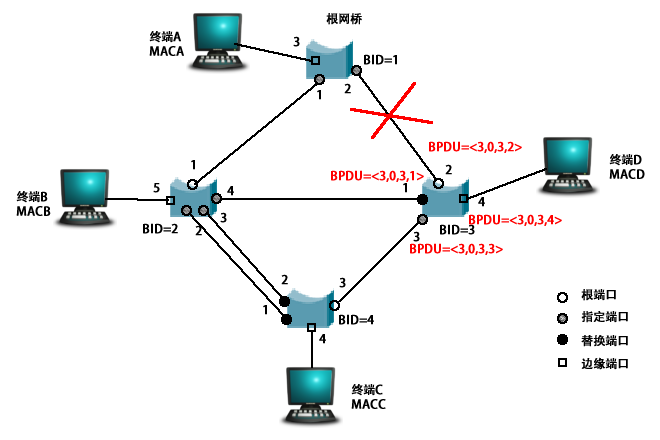 根网桥
终端A
MACA
3
BID=1
1
2
BPDU=<3,0,3,2>
BPDU=<3,0,3,1>
终端D
MACD
终端B
MACB
5
1
4
BID=2
2
3
1
2
4
BPDU=<3,0,3,4>
BID=3
3
BPDU=<3,0,3,3>
2
1
3
BID=4
4
终端C
MACC
根端口
指定端口
替换端口
边缘端口